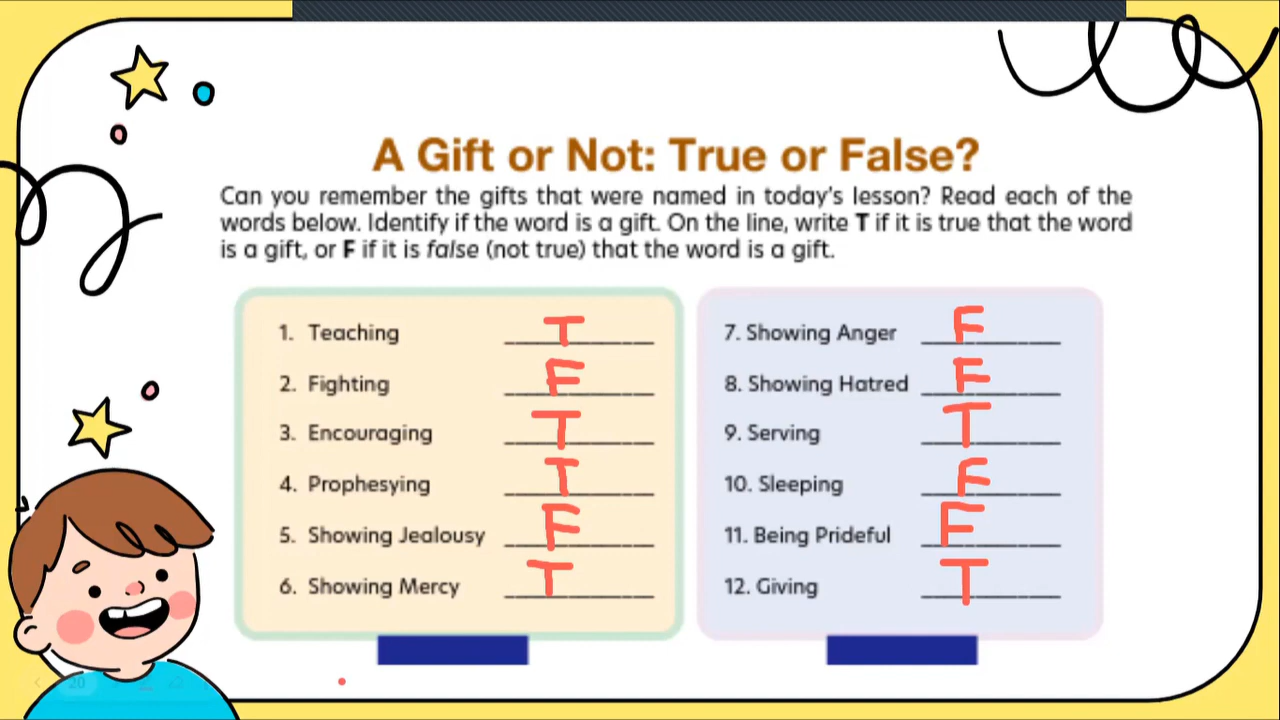 A Gift or Not: True or False?
Can you remember the gifts that were named in today's lesson? Read each of the
words below. Identify if the word is a gift. On the line, write T if it is true that the word
is a gift, or F if it is false (not true) that the word is a gift.
1. Teaching T
2. Fighting F
3. Encouraging T
4. Prophesying T
5. Showing Jealousy F
6. Showing Mercy T
7. Showing Anger F
8. Showing Hatred F
9. Serving T
10. Sleeping F
11. Being Prideful F
12. Giving T
20